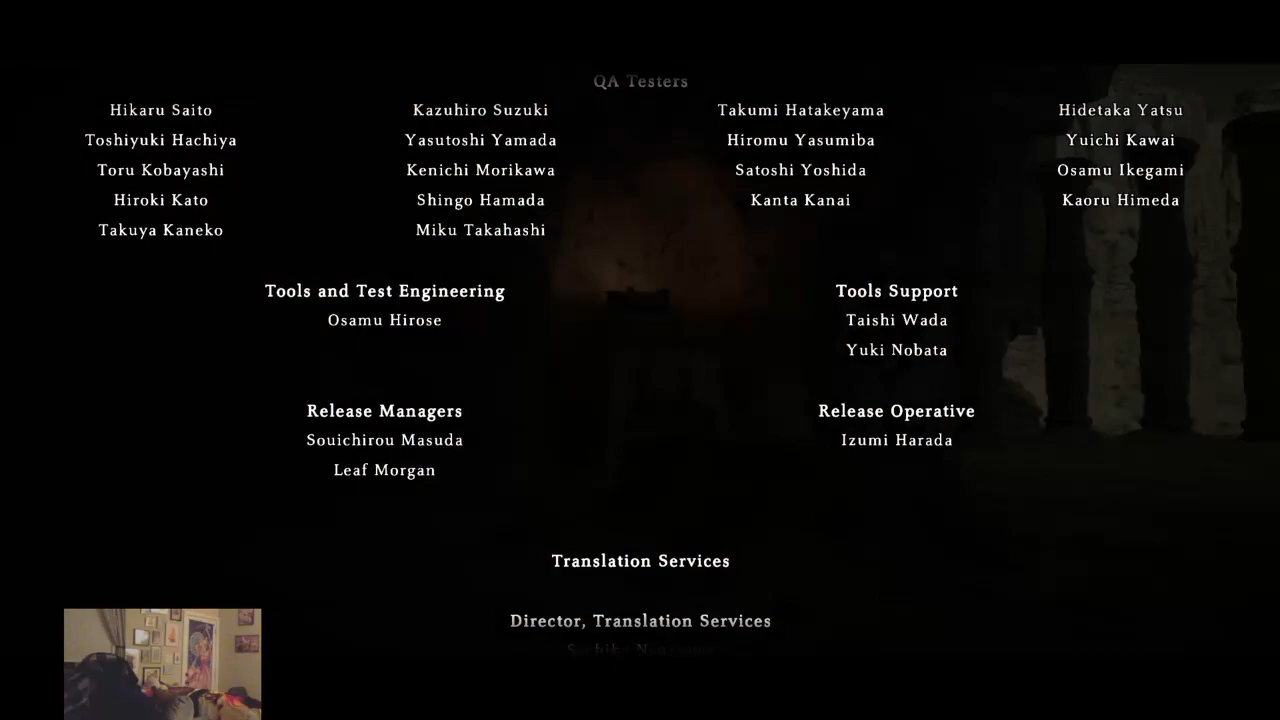 QA Testers
Hikaru Saito Kazuhiro Suzuki Takumi Hatakeyama Hidetaka Yatsu
Toshiyuki Hachiya Yasutoshi Yamada Hiromu Yasumiba Yuichi Kawai
Toru Kobayashi Kenichi Morikawa Satoshi Yoshida Osamu Ikegami
Hiroki Kato Shingo Hamada Kanta Kanai Kaoru Himeda
Takuya Kaneko Miku Takahashi
Tools and Test Engineering Tools Support
Osamu Hirose Taishi Wada
Yuki Nobata
Release Managers Release Operative
Souichirou Masuda Izumi Harada
Leaf Morgan
Translation Services
Director, Translation Services